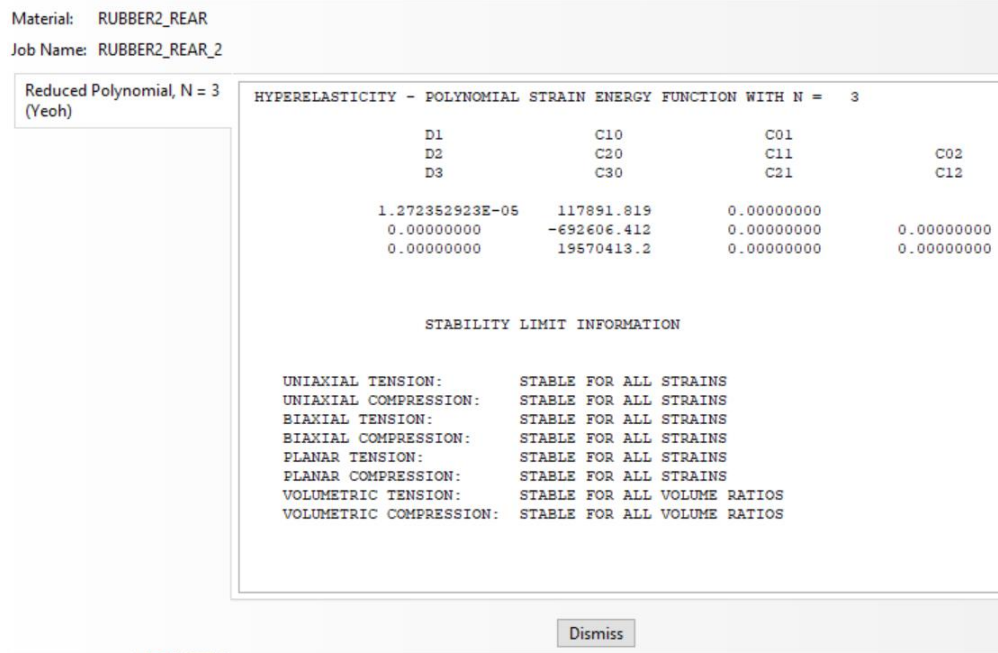 Material: RUBBER2_REAR
Job Name: RUBBER2_REAR_2
Reduced Polynomial, N = 3
(Yeoh)
HYPERELASTICITY - POLYNOMIAL STRAIN ENERGY FUNCTION WITH N = 3
D1 C10 C01
D2 C20 C11 C02
D3 C30 C21 C12
1.272352923E-05 117891.819 0.00000000
0.00000000 -692606.412 0.00000000 0.00000000
0.00000000 19570413.2 0.00000000 0.00000000
STABILITY LIMIT INFORMATION
UNIAXIAL TENSION: STABLE FOR ALL STRAINS
UNIAXIAL COMPRESSION: STABLE FOR ALL STRAINS
BIAXIAL TENSION: STABLE FOR ALL STRAINS
BIAXIAL COMPRESSION: STABLE FOR ALL STRAINS
PLANAR TENSION: STABLE FOR ALL STRAINS
PLANAR COMPRESSION: STABLE FOR ALL STRAINS
VOLUMETRIC TENSION: STABLE FOR ALL VOLUME RATIOS
VOLUMETRIC COMPRESSION: STABLE FOR ALL VOLUME RATIOS
Dismiss